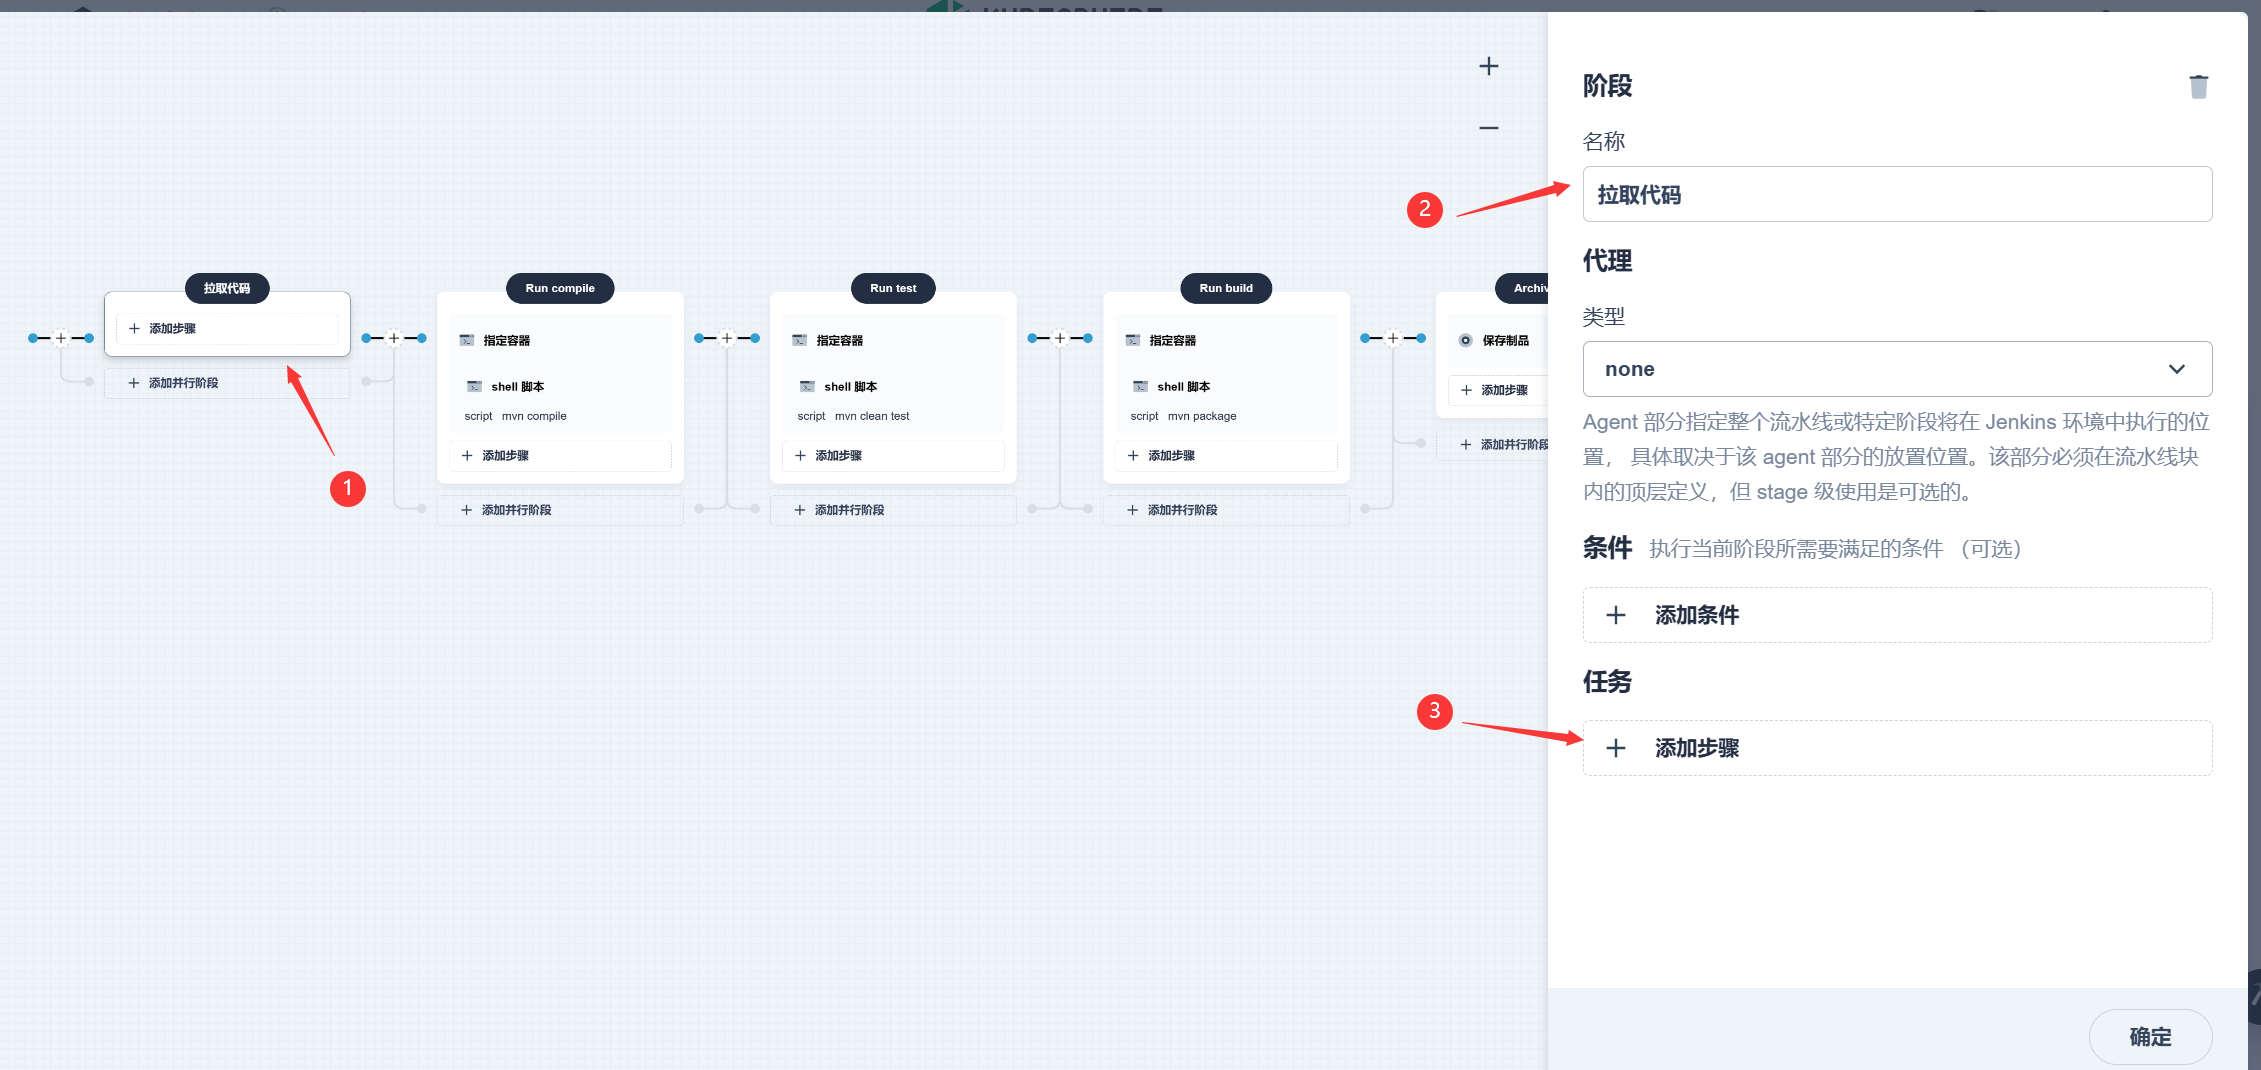 阶段
名称
2
拉取代码
代理
类型
none
Agent 部分指定整个流水线或特定阶段将在 Jenkins 环境中执行的位
置， 具体取决于该 agent 部分的放置位置。该部分必须在流水线块
内的顶层定义，但 stage 级使用是可选的。
条件 执行当前阶段所需要满足的条件 （可选）
添加条件
任务
3
添加步骤
确定
拉取代码
添加步骤
添加并行阶段
1
Run compile
指定容器
shell 脚本
script mvn compile
添加步骤
添加并行阶段
Run test
指定容器
shell 脚本
script mvn clean test
添加步骤
添加并行阶段
Run build
指定容器
shell 脚本
script mvn package
添加步骤
添加并行阶段
Archiv
保存制品
添加步骤
添加并行阶段